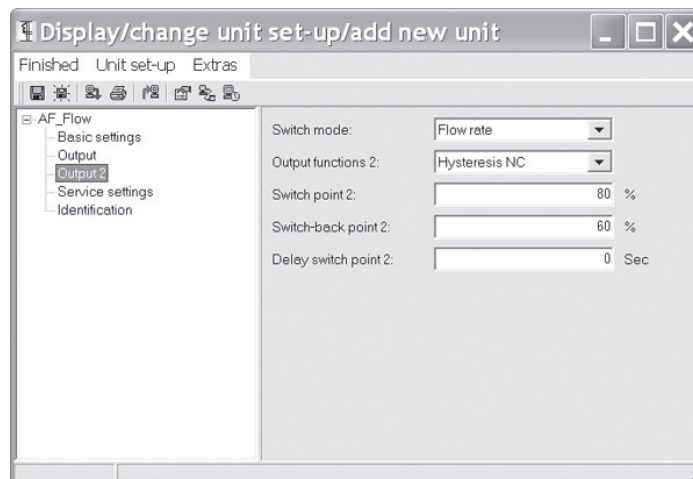 Display/change unit set-up/add new unit
Finished Unit set-up Extras
AF_Flow
Basic settings
Output
Output 2
Service settings
Identification
Switch mode: Flow rate
Output functions 2: Hysteresis NC
Switch point 2: 80 %
Switch-back point 2: 60 %
Delay switch point 2: 0 Sec